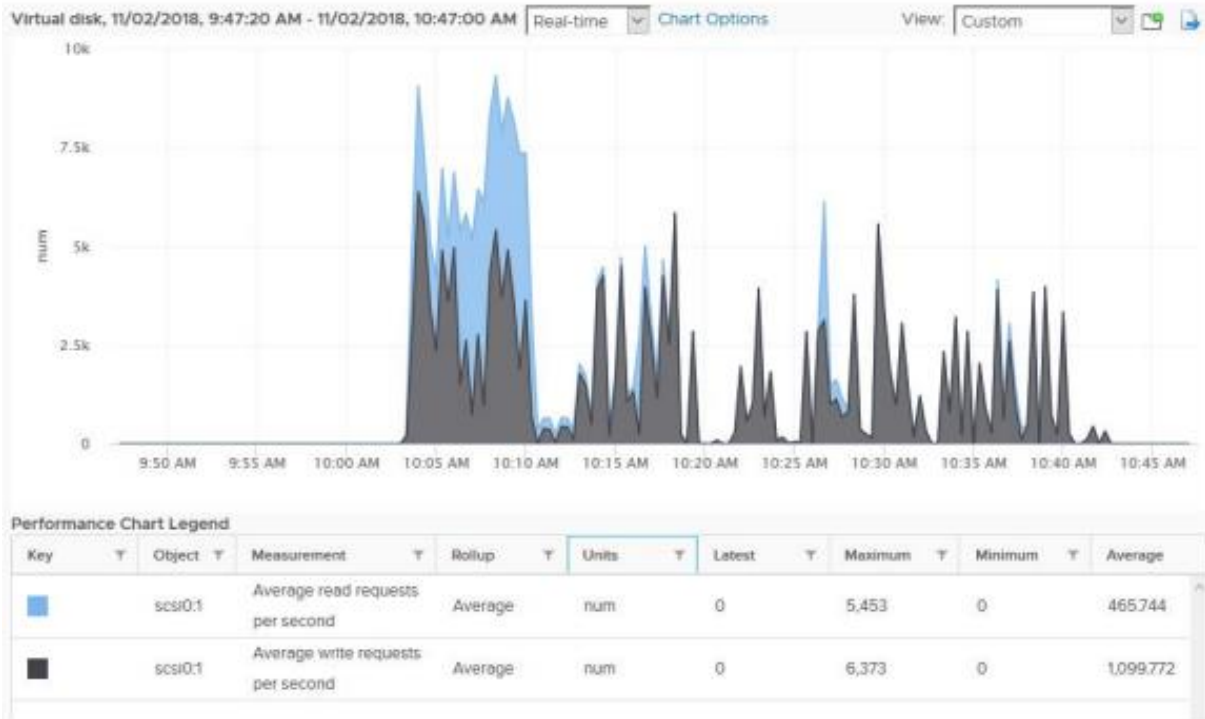 Virtual disk, 11/02/2018, 9:47:20 AM - 11/02/2018, 10:47:00 AM Real-time Chart Options View: Custom
10k
7.5k
5k
2.5k
0
num
9:50 AM 9:55 AM 10:00 AM 10:05 AM 10:10 AM 10:15 AM 10:20 AM 10:25 AM 10:30 AM 10:35 AM 10:40 AM 10:45 AM
Performance Chart Legend
Key Object Measurement Rollup Units Latest Maximum Minimum Average
scsi0:1 Average read requests per second Average num 0 5,453 0 465.744
scsi0:1 Average write requests per second Average num 0 6,373 0 1,099.772